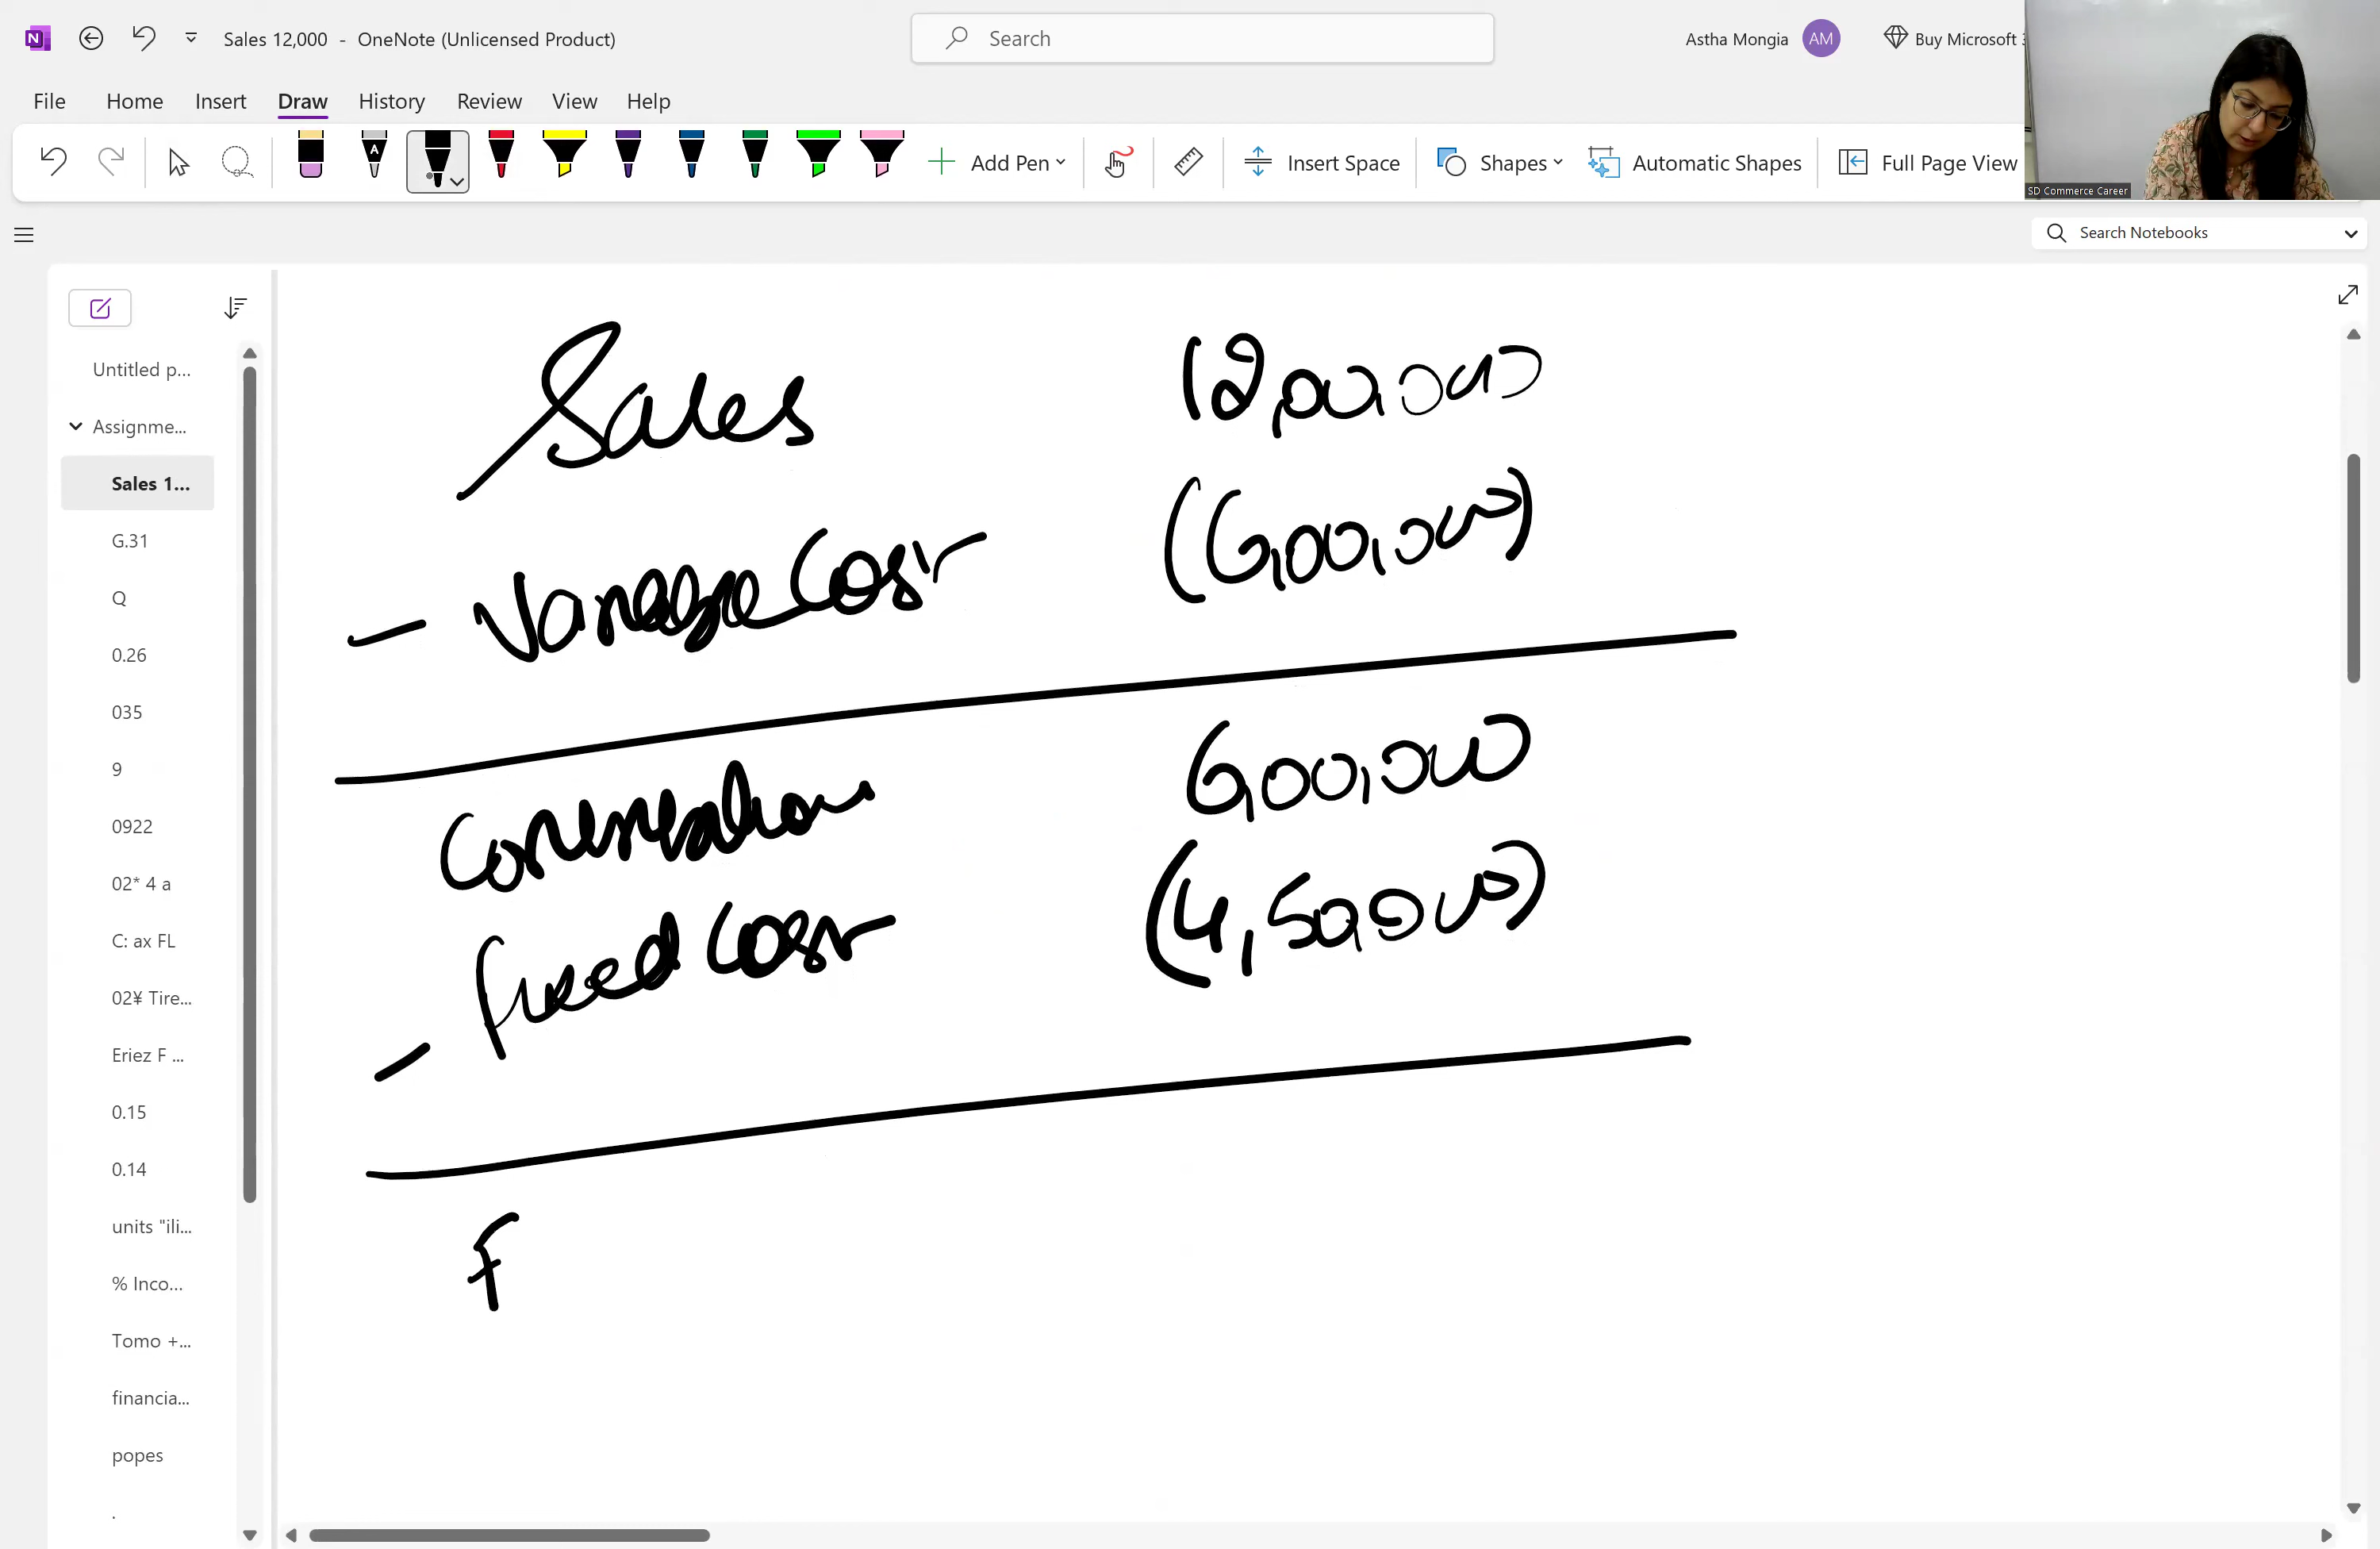 Sales 12,000 - OneNote (Unlicensed Product)
Search
Astha Mongia AM
Buy Microsoft 3
File Home Insert Draw History Review View Help
Add Pen Insert Space Shapes Automatic Shapes Full Page View
SD Commerce Career
Search Notebooks
Untitled p...
Assignme...
Sales 1...
G.31
Q
0.26
035
9
0922
02* 4 a
C: ax FL
02¥ Tire...
Eriez F ...
0.15
0.14
units "ili...
% Inco...
Tomo +...
financia...
popes
.
Sales 12,00,000
- Variable Cost (6,00,000)
Contribution 6,00,000
- fixed Cost (4,50,000)
F